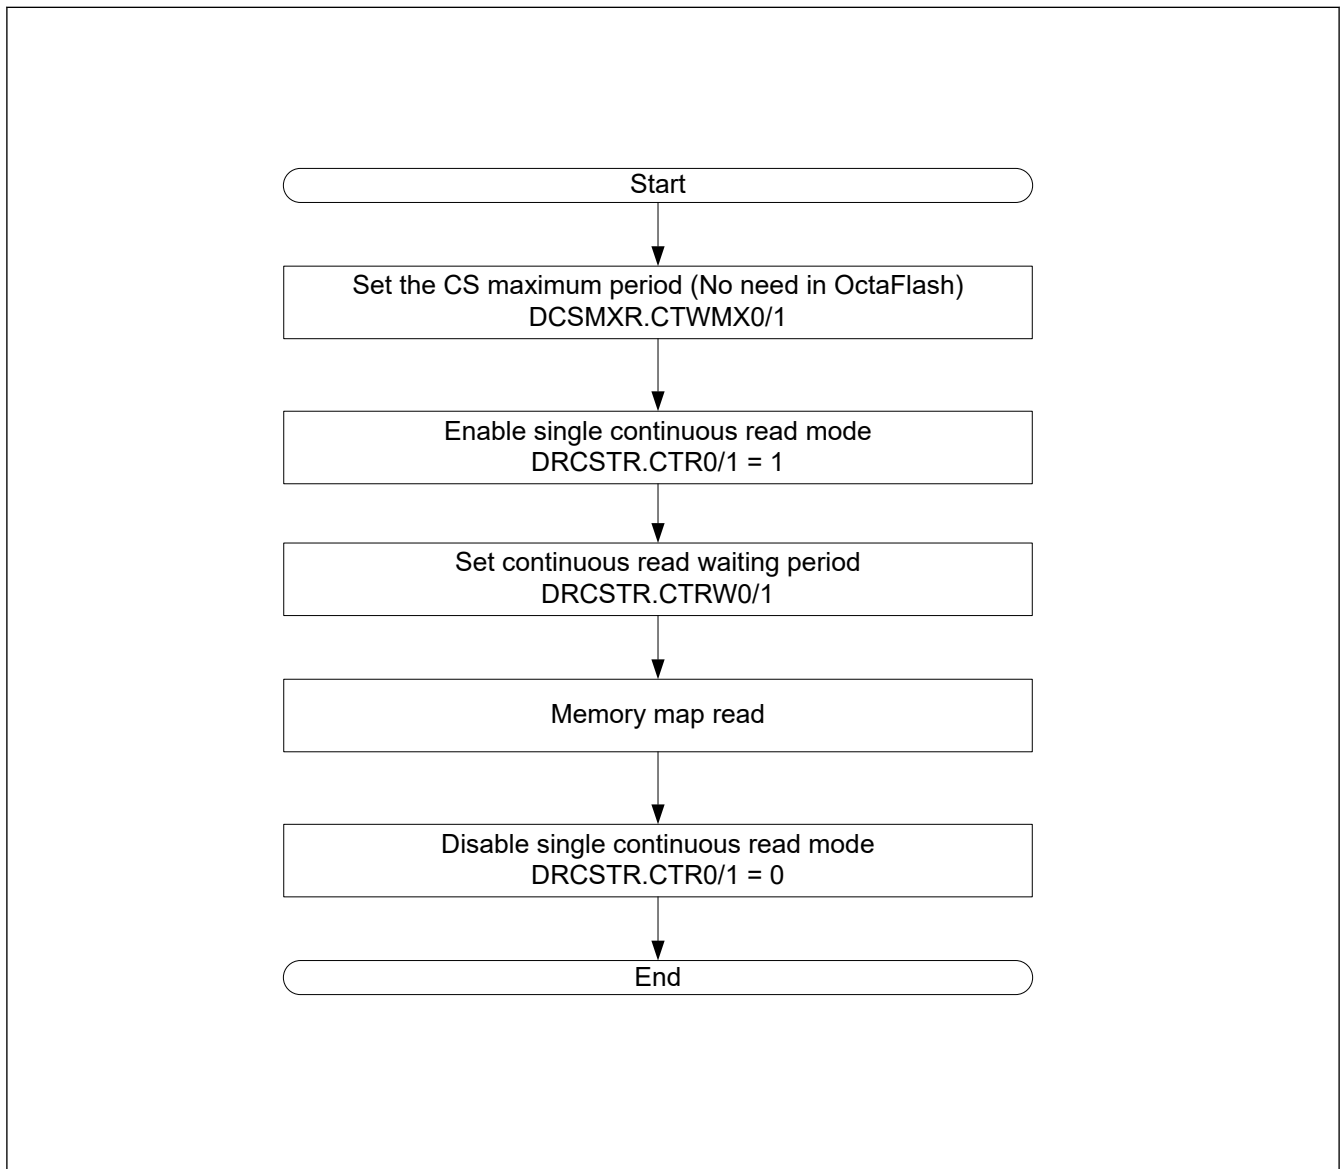 Start
Set the CS maximum period (No need in OctaFlash)
DCSMXR.CTWMX0/1
Enable single continuous read mode
DRCSTR.CTR0/1 = 1
Set continuous read waiting period
DRCSTR.CTRW0/1
Memory map read
Disable single continuous read mode
DRCSTR.CTR0/1 = 0
End